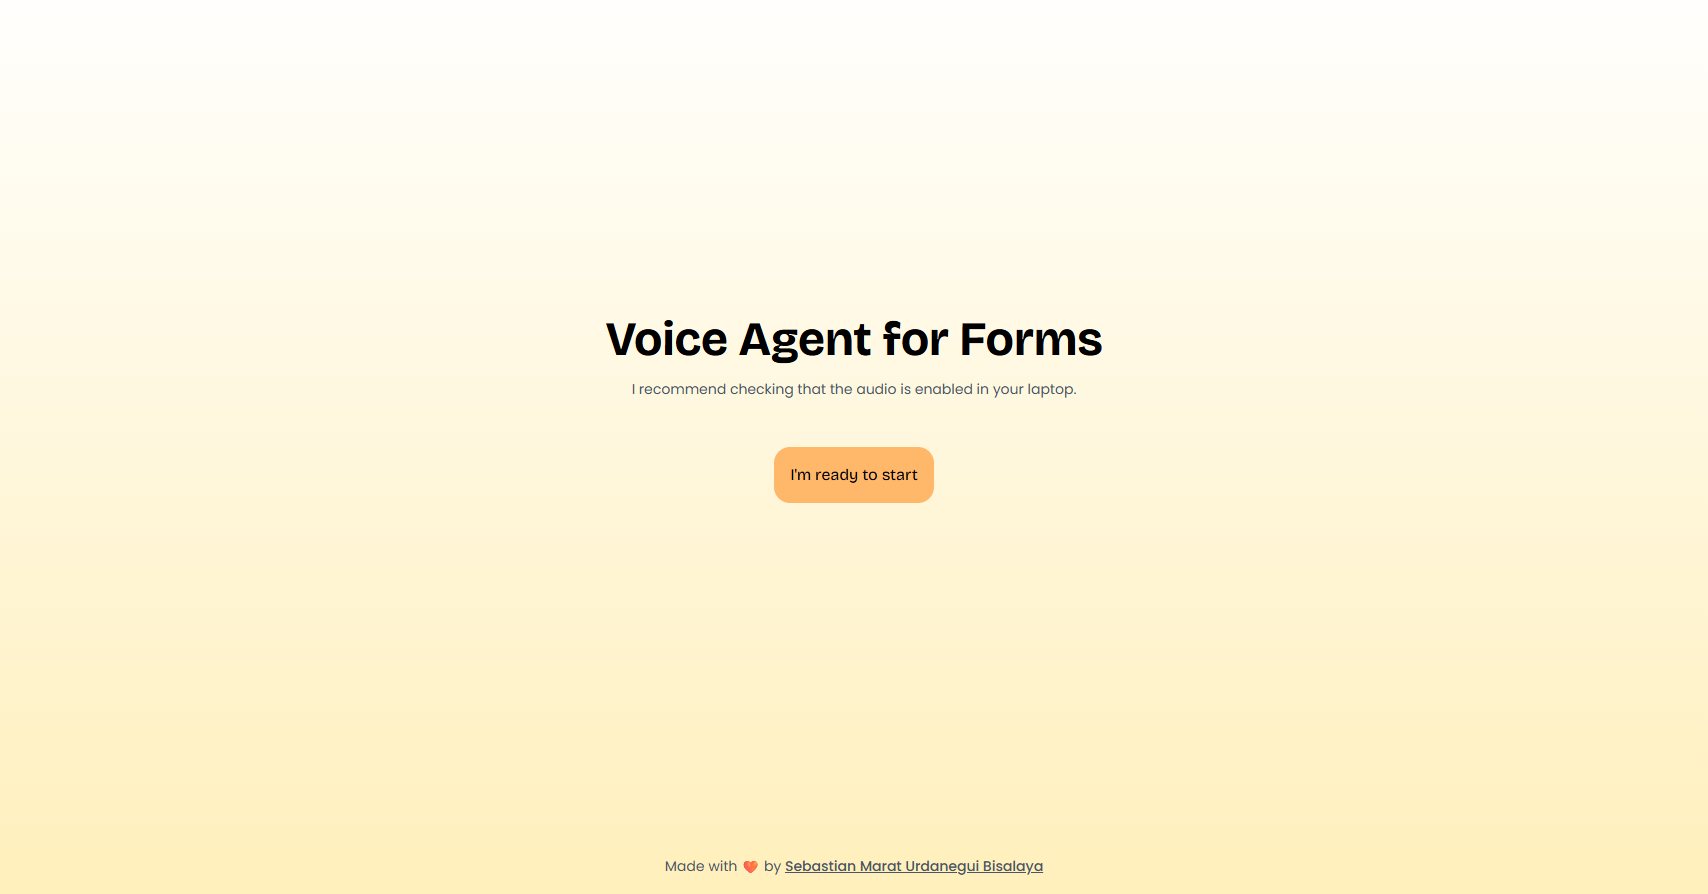 Voice Agent for Forms
I recommend checking that the audio is enabled in your laptop.
I'm ready to start
Made with ❤️ by Sebastian Marat Urdanegui Bisalaya